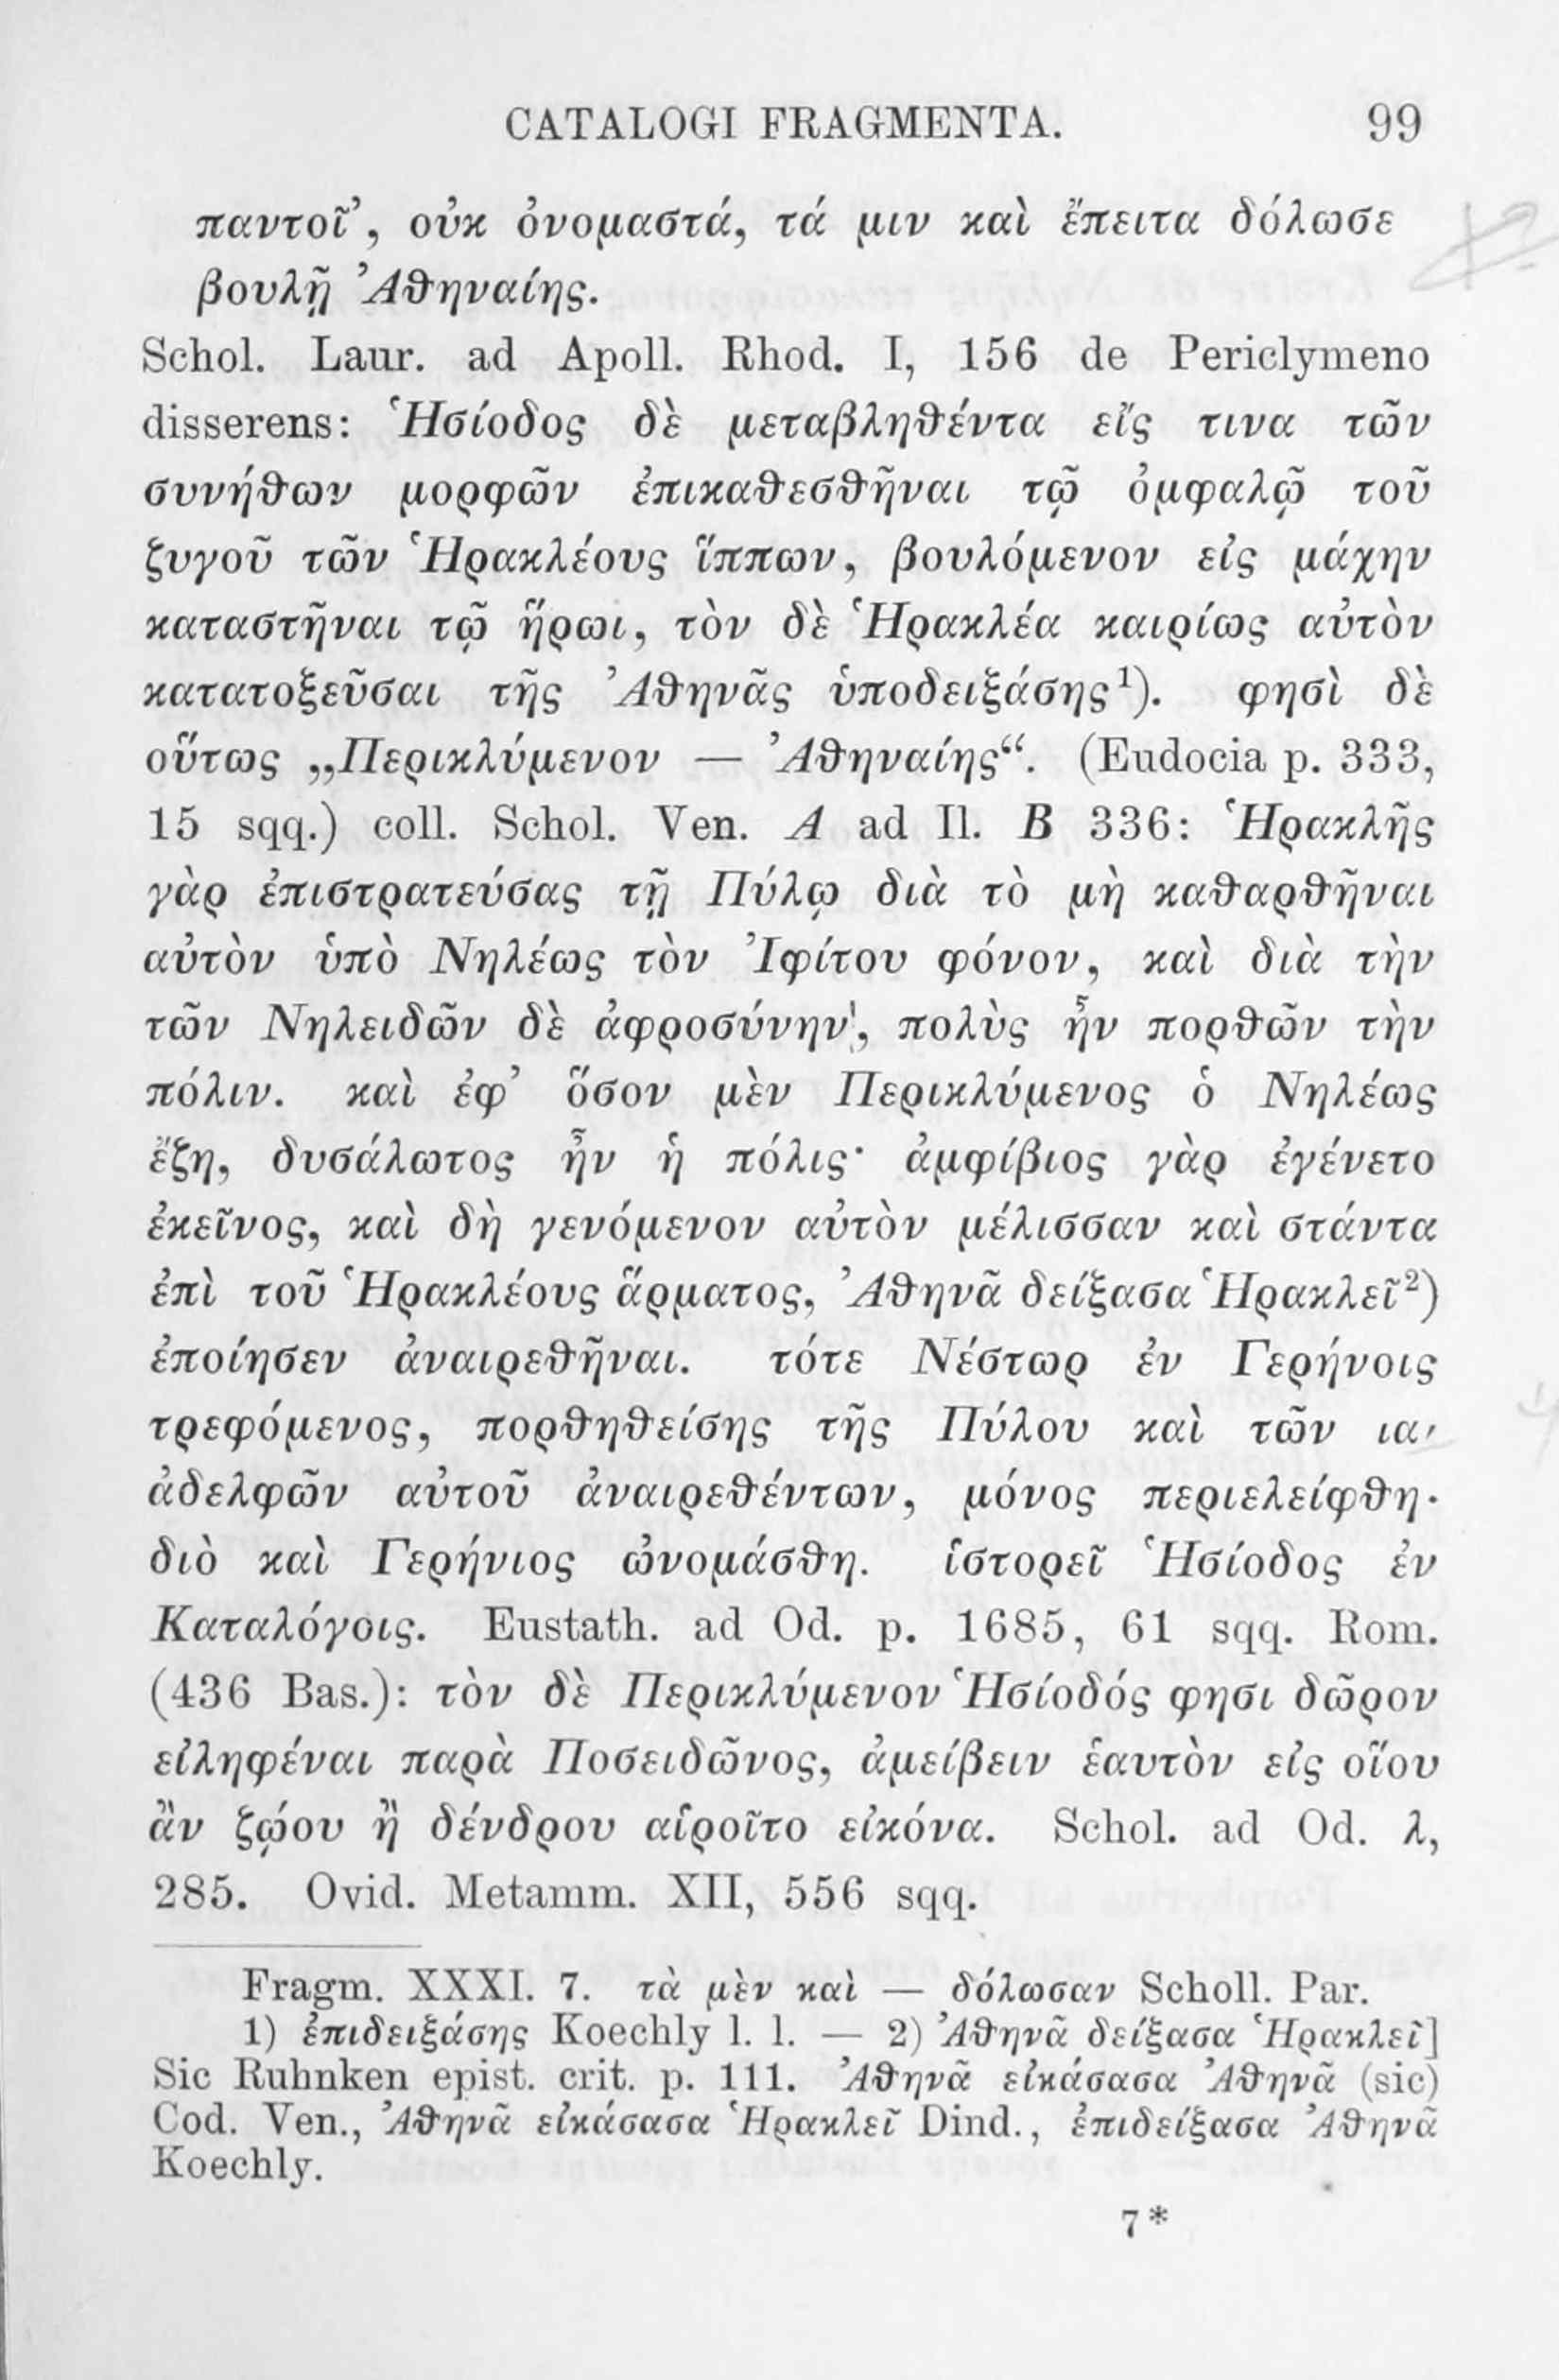 CATALOGI FRAGMENTA. 99
παντοῖ’, οὐκ ὀνομαστά, τά μιν καὶ ἔπειτα δόλωσε
βουλῇ Ἀθηναίης.
Schol. Laur. ad Apoll. Rhod. I, 156 de Periclymeno
disserens: Ἡσίοδος δὲ μεταβληθέντα εἴς τινα τῶν
συνήθων μορφῶν ἐπικαθεσθῆναι τῷ ὀμφαλῷ τοῦ
ζυγοῦ τῶν Ἡρακλέους ἵππων, βουλόμενον εἰς μάχην
καταστῆναι τῷ ἥρωι, τὸν δὲ Ἡρακλέα καιρίως αὐτὸν
κατατοξεῦσαι τῆς Ἀθηνᾶς ὑποδειξάσης¹). φησὶ δὲ
οὕτως „Περικλύμενον — Ἀθηναίης“. (Eudocia p. 333,
15 sqq.) coll. Schol. Ven. A ad Il. B 336: Ἡρακλῆς
γὰρ ἐπιστρατεύσας τῇ Πύλῳ διὰ τὸ μὴ καθαρθῆναι
αὐτὸν ὑπὸ Νηλέως τὸν Ἰφίτου φόνον, καὶ διὰ τὴν
τῶν Νηλειδῶν δὲ ἀφροσύνην, πολὺς ἦν πορθῶν τὴν
πόλιν. καὶ ἐφ’ ὅσον μὲν Περικλύμενος ὁ Νηλέως
ἔζη, δυσάλωτος ἦν ἡ πόλις· ἀμφίβιος γὰρ ἐγένετο
ἐκεῖνος, καὶ δὴ γενόμενον αὐτὸν μέλισσαν καὶ στάντα
ἐπὶ τοῦ Ἡρακλέους ἅρματος, Ἀθηνᾶ δείξασα Ἡρακλεῖ²)
ἐποίησεν ἀναιρεθῆναι. τότε Νέστωρ ἐν Γερήνοις
τρεφόμενος, πορθηθείσης τῆς Πύλου καὶ τῶν ια′
ἀδελφῶν αὐτοῦ ἀναιρεθέντων, μόνος περιελείφθη·
διὸ καὶ Γερήνιος ὠνομάσθη. ἱστορεῖ Ἡσίοδος ἐν
Καταλόγοις. Eustath. ad Od. p. 1685, 61 sqq. Rom.
(436 Bas.): τὸν δὲ Περικλύμενον Ἡσίοδός φησι δῶρον
εἰληφέναι παρὰ Ποσειδῶνος, ἀμείβειν ἑαυτὸν εἰς οἵου
ἂν ζῴου ἢ δένδρου αἱροῖτο εἰκόνα. Schol. ad Od. λ,
285. Ovid. Metamm. XII, 556 sqq.
Fragm. XXXI. 7. τὰ μὲν καὶ — δόλωσαν Scholl. Par.
1) ἐπιδειξάσης Koechly l. l. — 2) Ἀθηνᾶ δείξασα Ἡρακλεῖ]
Sic Ruhnken epist. crit. p. 111. Ἀθηνᾶ εἰκάσασα Ἀθηνᾶ (sic)
Cod. Ven., Ἀθηνᾶ εἰκάσασα Ἡρακλεῖ Dind., ἐπιδείξασα Ἀθηνᾶ
Koechly.
7*